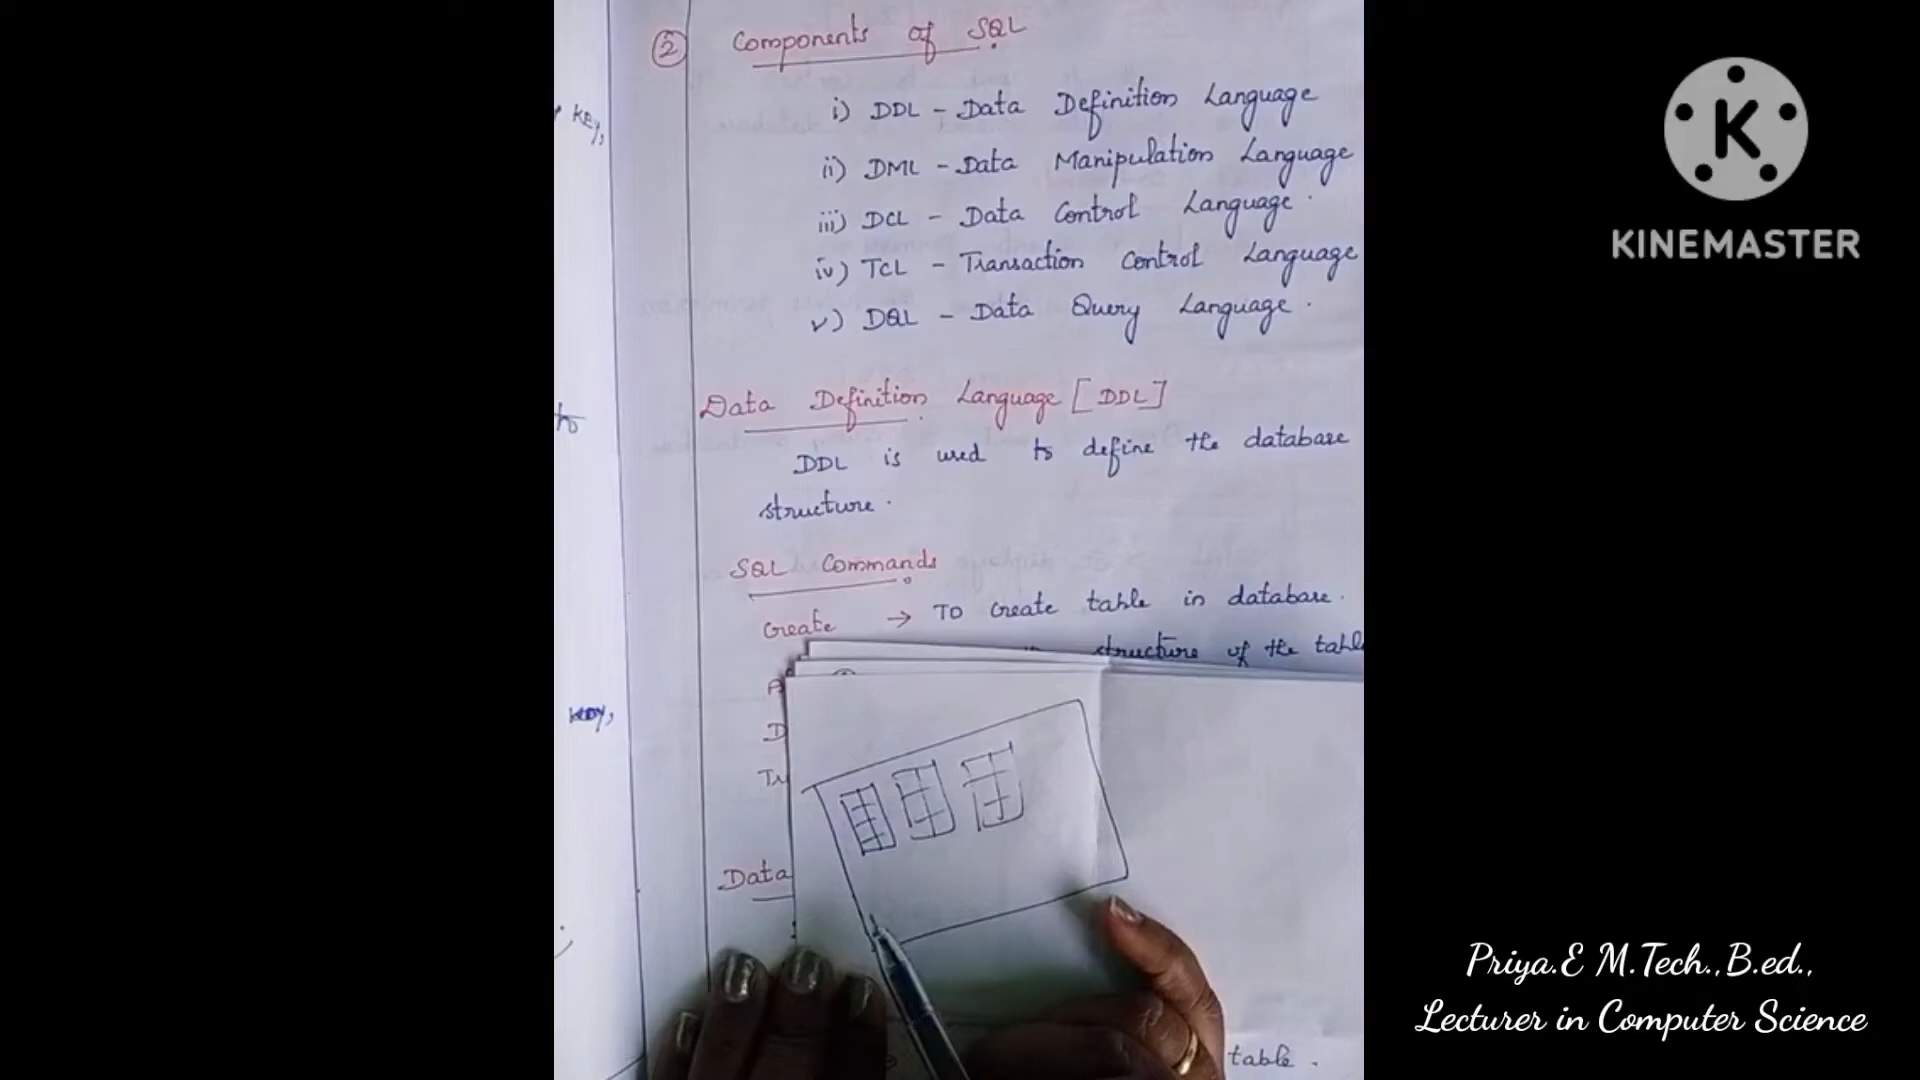 ② Components of SQL
KEY,
i) DDL - Data Definition Language
ii) DML - Data Manipulation Language
iii) DCL - Data Control Language.
iv) TCL - Transaction Control Language
v) DQL - Data Query Language.
Data Definition Language [DDL]
to
DDL is used to define the database
structure.
SQL Commands
Create → To Create table in database.
structure of the table
KEY,
Data
table.
K
KINEMASTER
Priya.E M.Tech.,B.ed.,
Lecturer in Computer Science